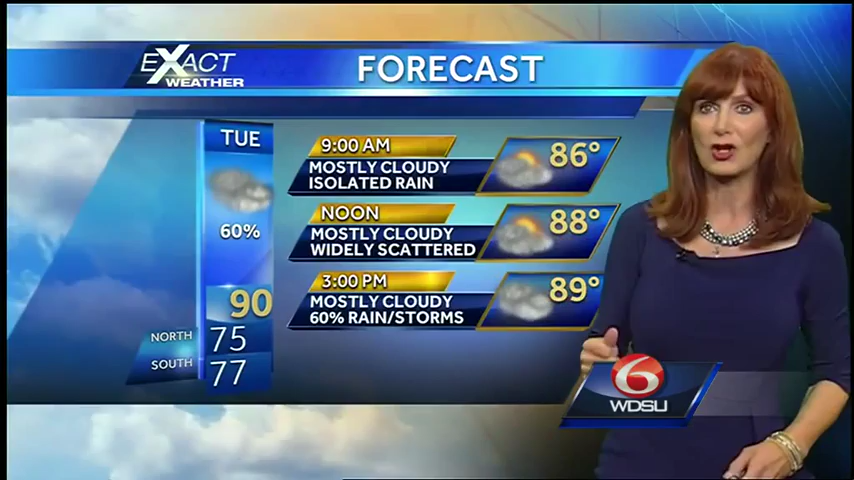 EXACT
WEATHER
FORECAST
TUE
60%
90
NORTH 75
SOUTH 77
9:00 AM
MOSTLY CLOUDY
ISOLATED RAIN
86°
NOON
MOSTLY CLOUDY
WIDELY SCATTERED
88°
3:00 PM
MOSTLY CLOUDY
60% RAIN/STORMS
89°
6
WDSU